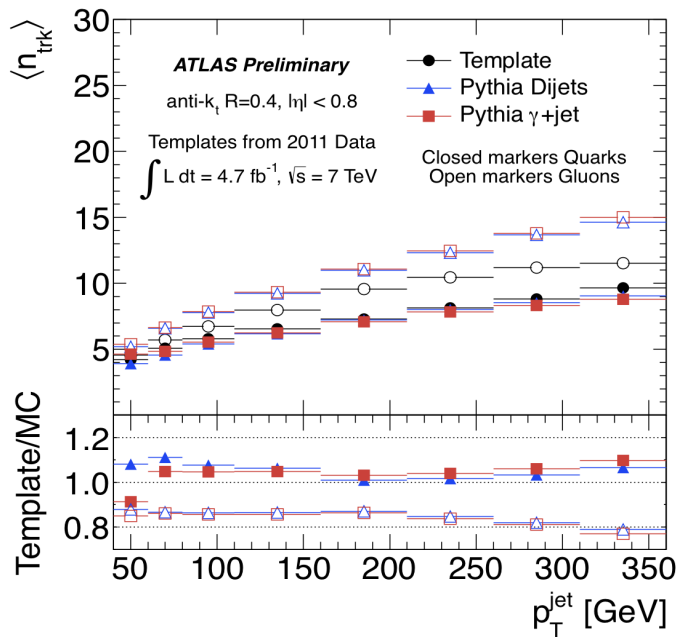 ⟨n_trk⟩
30
25
20
15
10
5
ATLAS Preliminary
anti-k_t R=0.4, |η| < 0.8
Templates from 2011 Data
∫ L dt = 4.7 fb⁻¹, √s = 7 TeV
Template
Pythia Dijets
Pythia γ+jet
Closed markers Quarks
Open markers Gluons
Template/MC
1.2
1.0
0.8
50 100 150 200 250 300 350
p_T^jet [GeV]